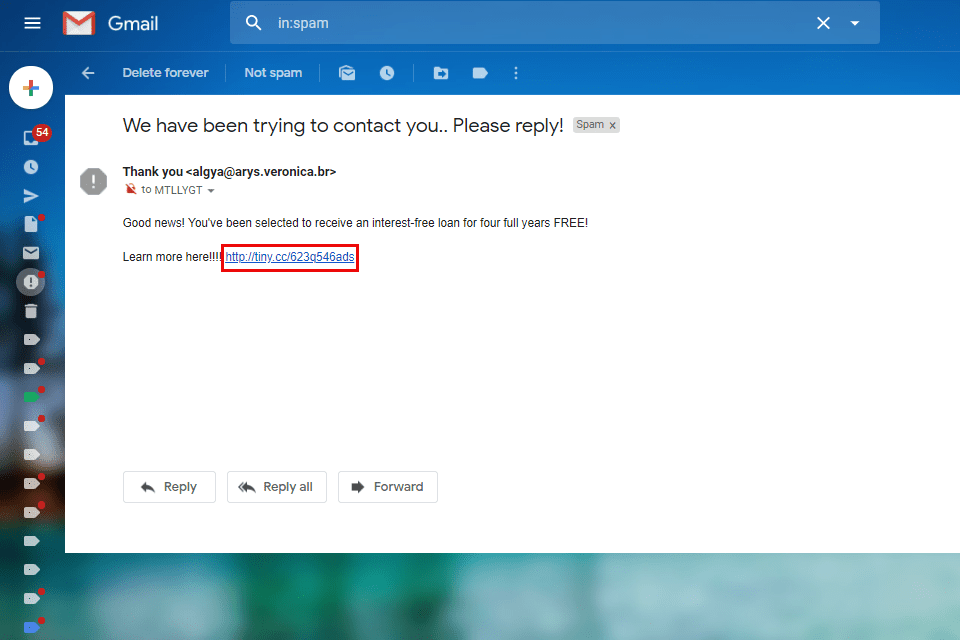 Gmail
in:spam
Delete forever
Not spam
54
We have been trying to contact you.. Please reply!
Spam x
Thank you <algya@arys.veronica.br>
to MTLLYGT
Good news! You've been selected to receive an interest-free loan for four full years FREE!
Learn more here!!!! http://tiny.cc/623q546ads
Reply
Reply all
Forward